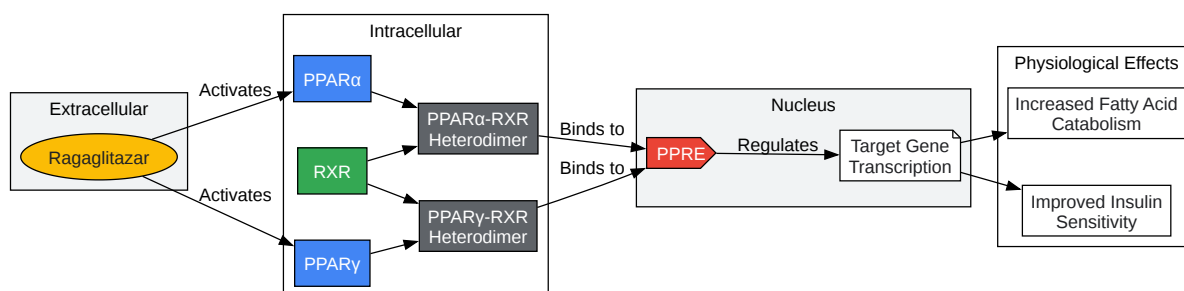 Extracellular
Ragaglitazar
Activates
Activates
Intracellular
PPARα
RXR
PPARγ
PPARα-RXR
Heterodimer
PPARγ-RXR
Heterodimer
Binds to
Binds to
Nucleus
PPRE
Regulates
Target Gene
Transcription
Physiological Effects
Increased Fatty Acid
Catabolism
Improved Insulin
Sensitivity